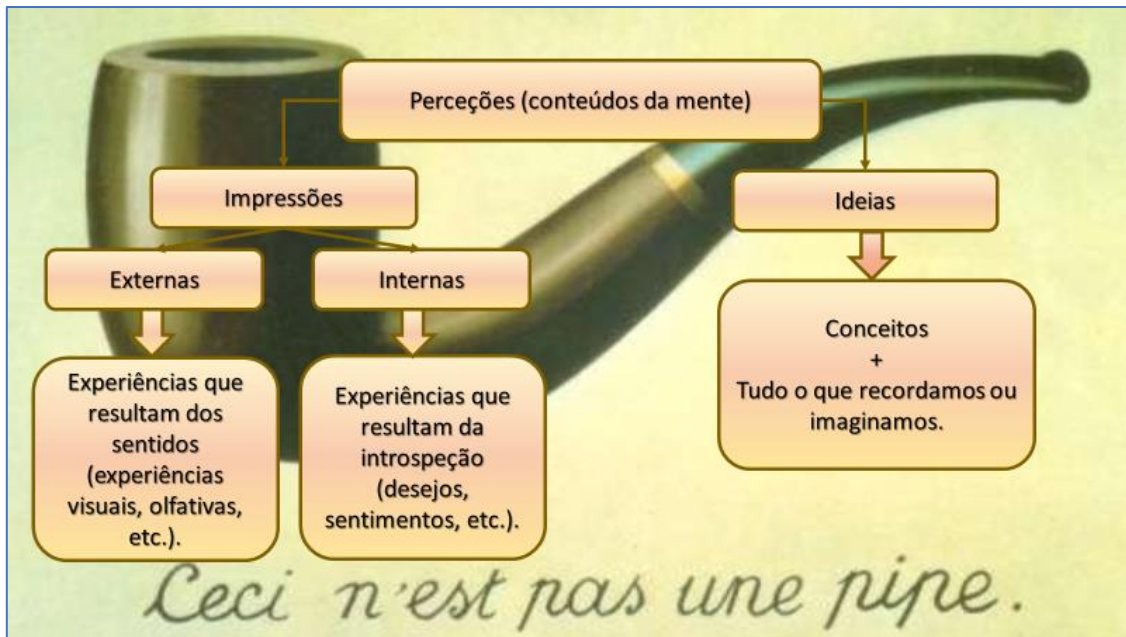 Perceções (conteúdos da mente)
Impressões
Ideias
Externas
Internas
Experiências que
resultam dos
sentidos
(experiências
visuais, olfativas,
etc.).
Experiências que
resultam da
introspeção
(desejos,
sentimentos, etc.).
Conceitos
+
Tudo o que recordamos ou
imaginamos.
Ceci n'est pas une pipe.